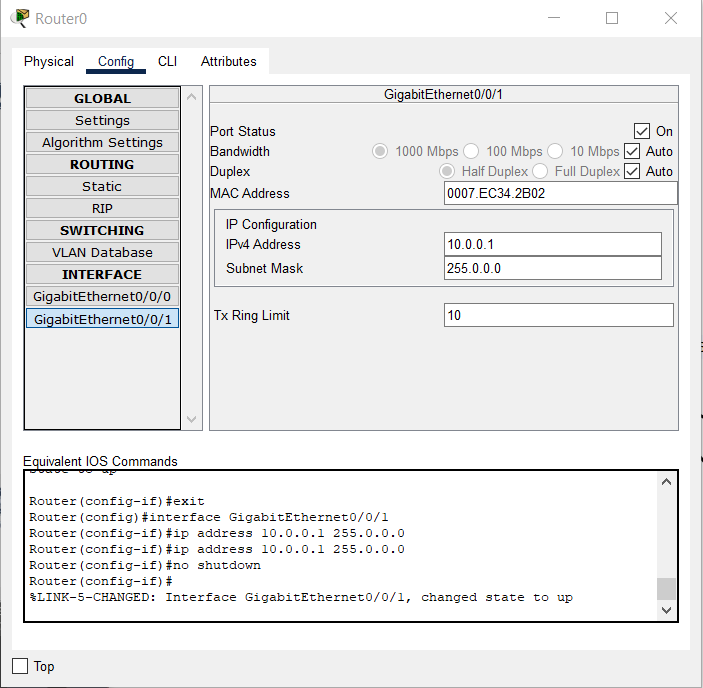 Router0
Physical Config CLI Attributes
GLOBAL
Settings
Algorithm Settings
ROUTING
Static
RIP
SWITCHING
VLAN Database
INTERFACE
GigabitEthernet0/0/0
GigabitEthernet0/0/1
GigabitEthernet0/0/1
Port Status On
Bandwidth 1000 Mbps 100 Mbps 10 Mbps Auto
Duplex Half Duplex Full Duplex Auto
MAC Address 0007.EC34.2B02
IP Configuration
IPv4 Address 10.0.0.1
Subnet Mask 255.0.0.0
Tx Ring Limit 10
Equivalent IOS Commands
state to up
Router(config-if)#exit
Router(config)#interface GigabitEthernet0/0/1
Router(config-if)#ip address 10.0.0.1 255.0.0.0
Router(config-if)#ip address 10.0.0.1 255.0.0.0
Router(config-if)#no shutdown
Router(config-if)#
%LINK-5-CHANGED: Interface GigabitEthernet0/0/1, changed state to up
Top